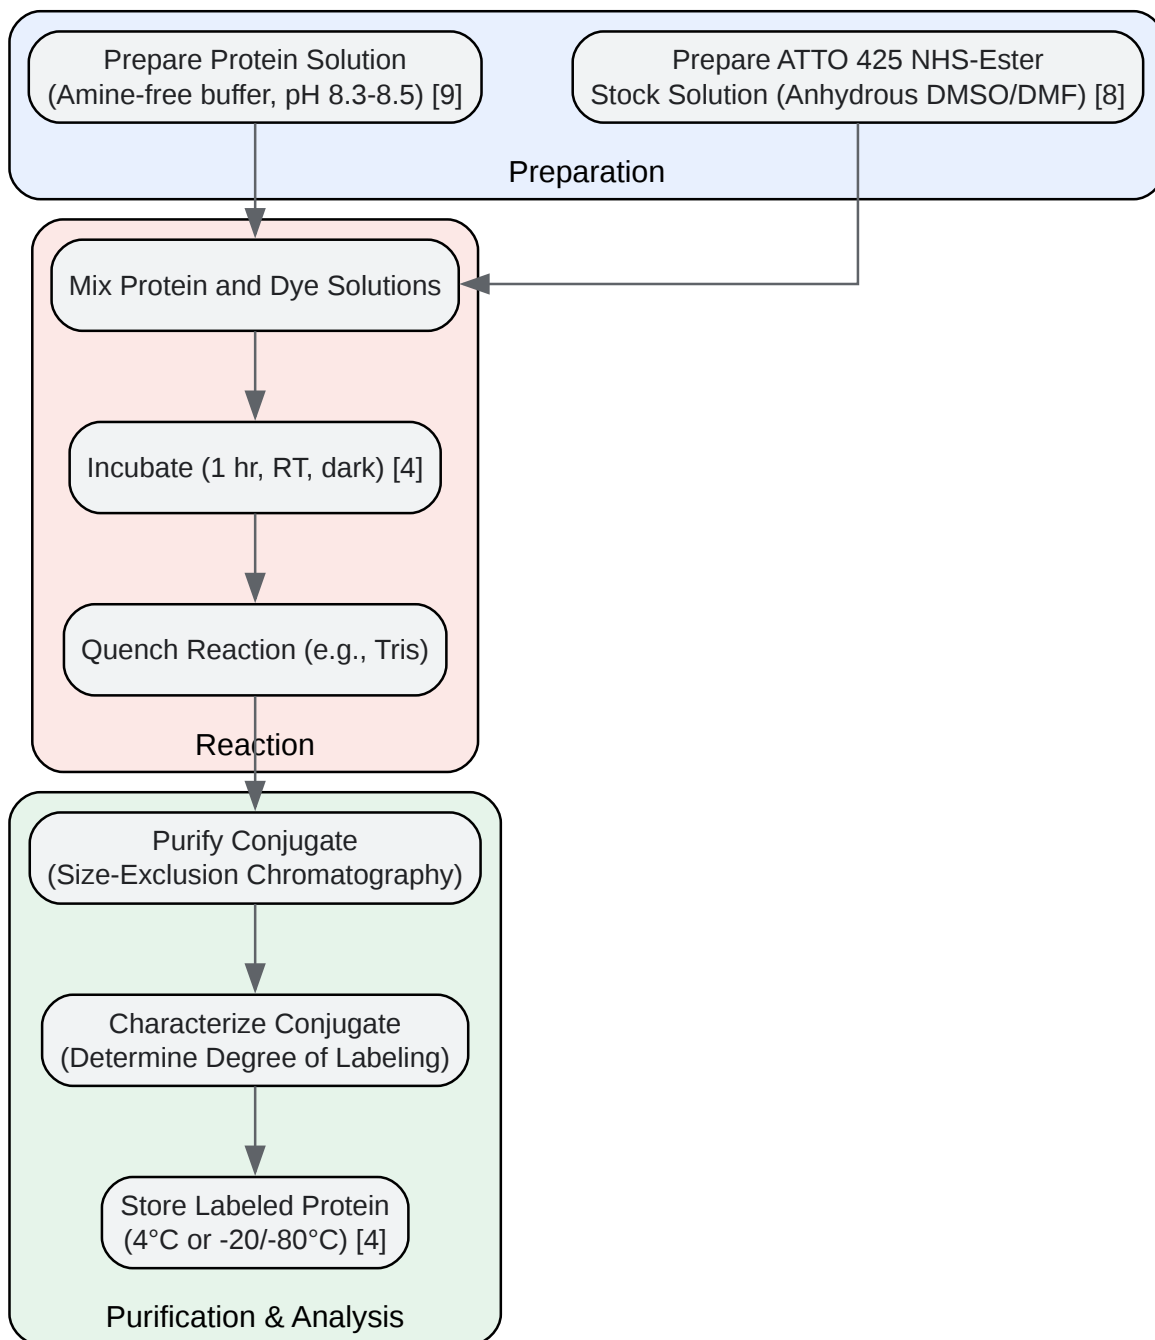 Prepare Protein Solution
(Amine-free buffer, pH 8.3-8.5) [9]
Prepare ATTO 425 NHS-Ester
Stock Solution (Anhydrous DMSO/DMF) [8]
Preparation
Mix Protein and Dye Solutions
Incubate (1 hr, RT, dark) [4]
Quench Reaction (e.g., Tris)
Reaction
Purify Conjugate
(Size-Exclusion Chromatography)
Characterize Conjugate
(Determine Degree of Labeling)
Store Labeled Protein
(4°C or -20/-80°C) [4]
Purification & Analysis